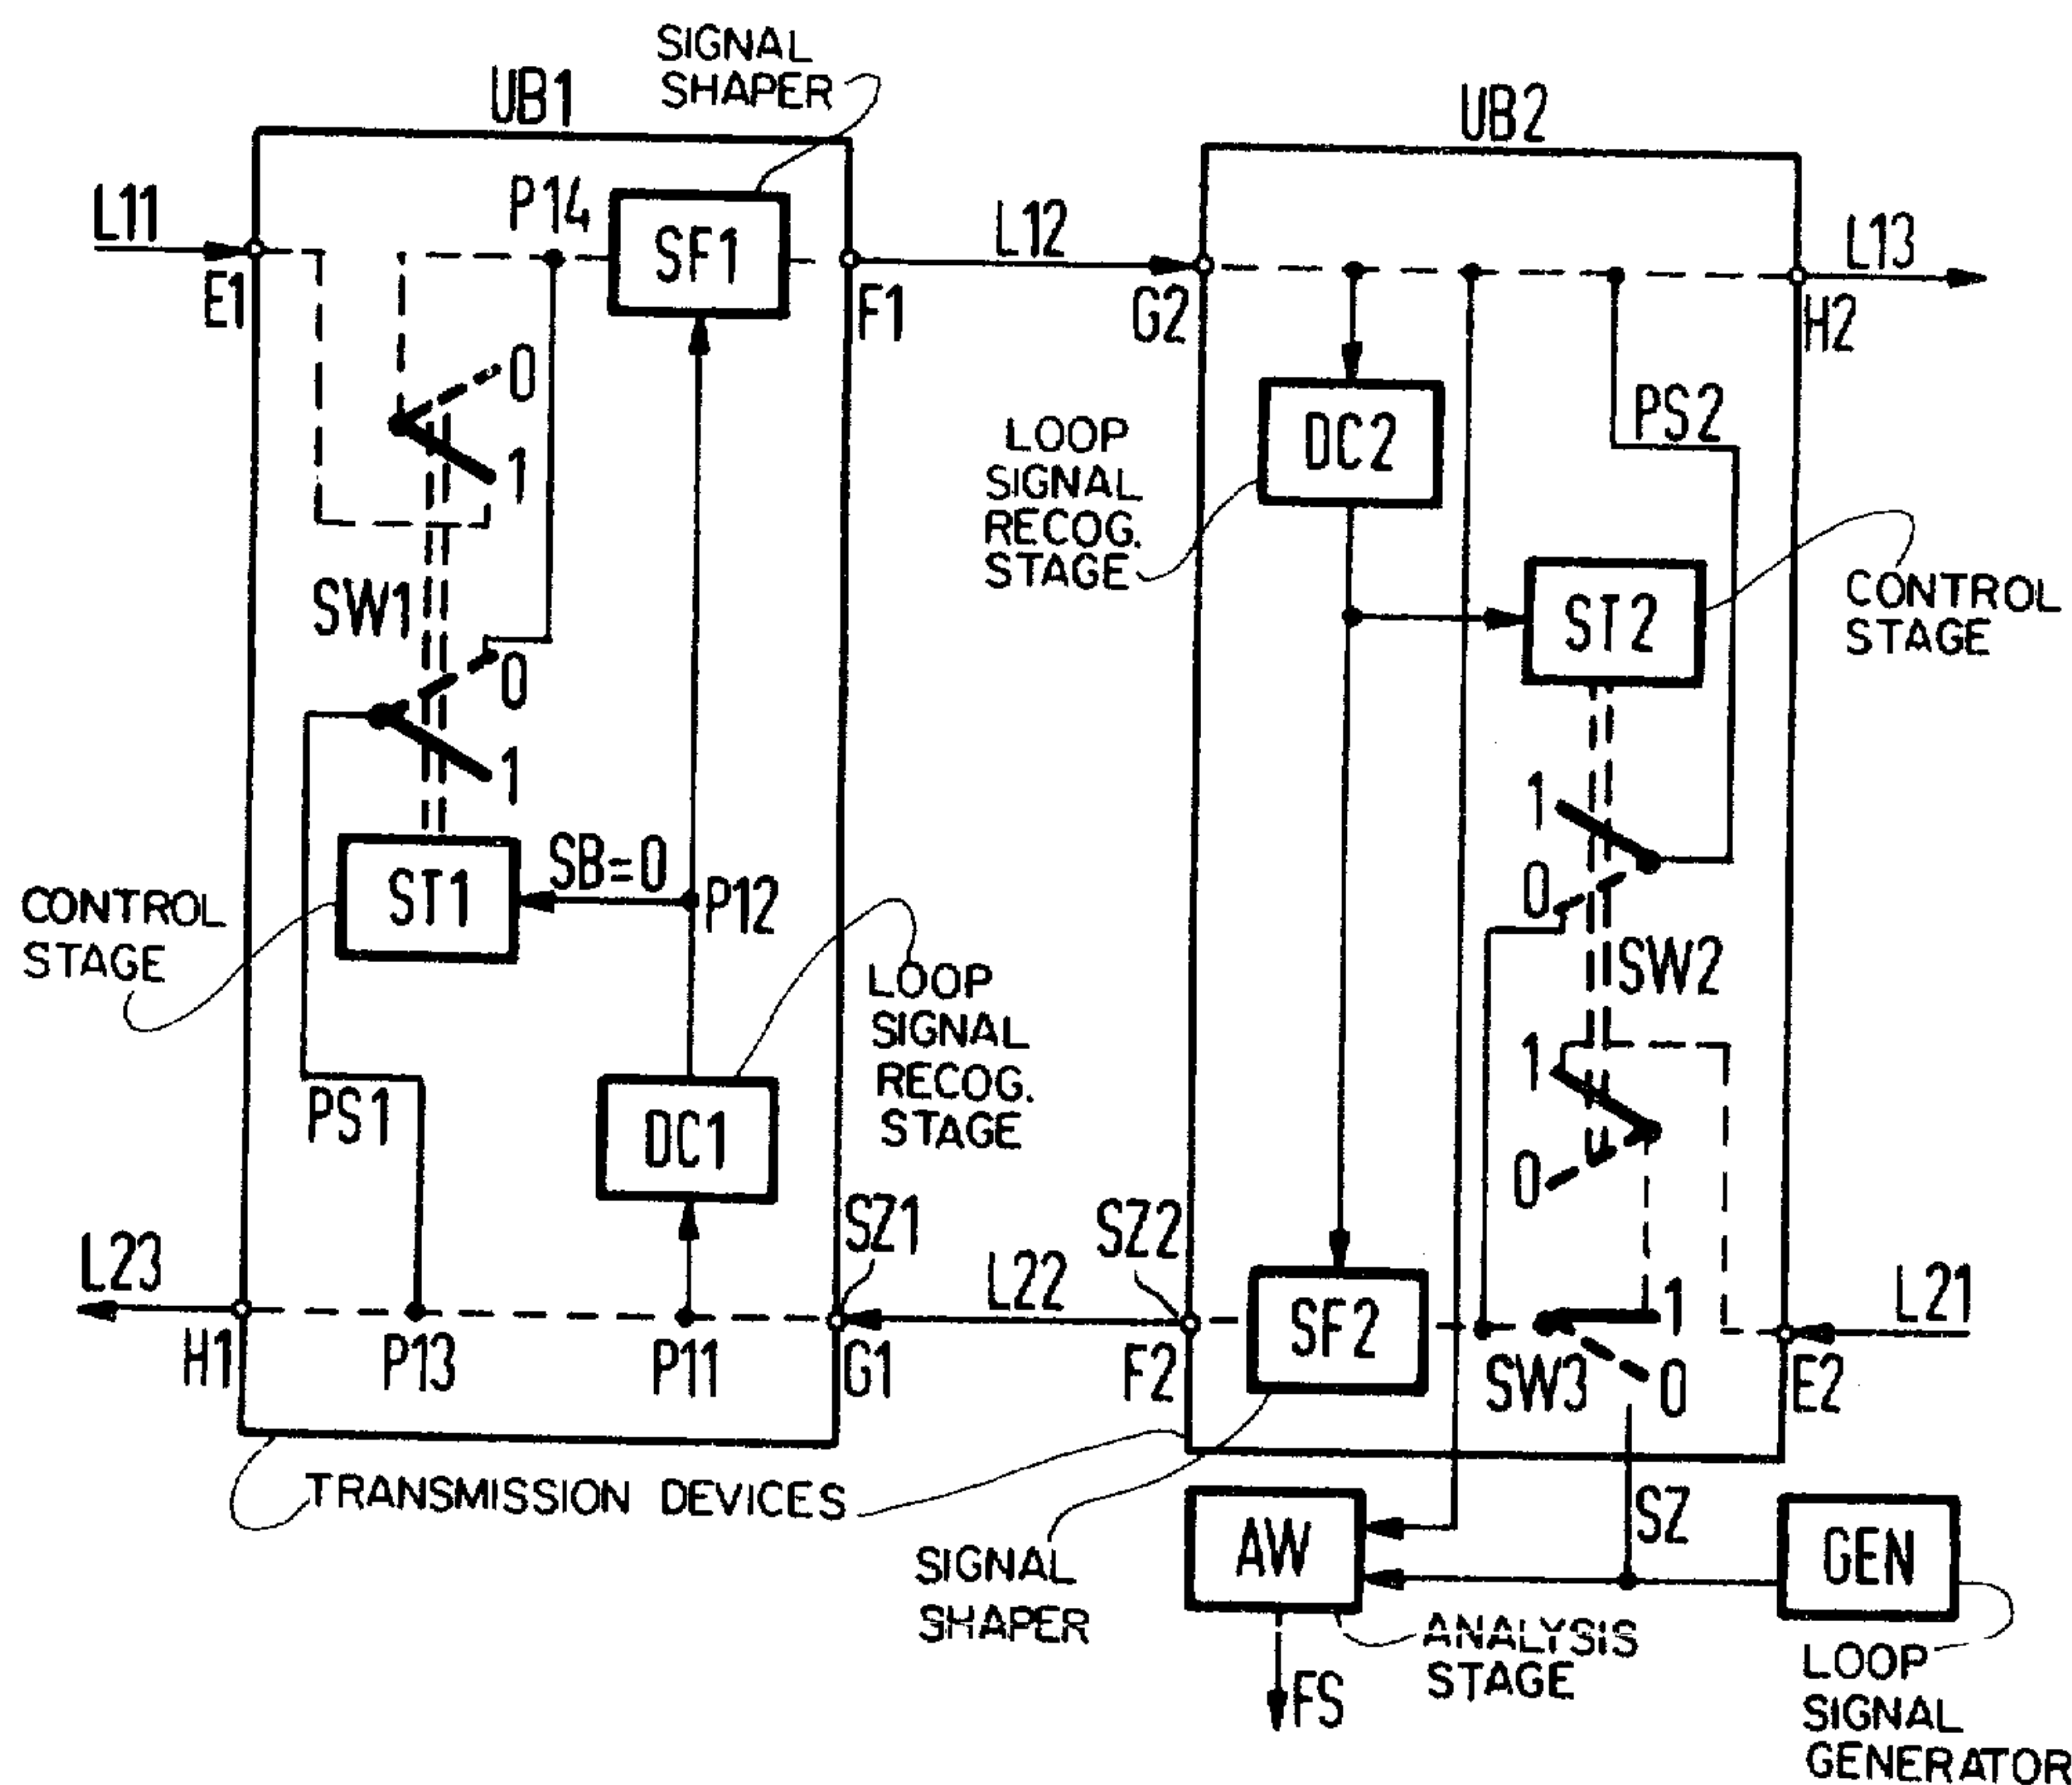 SIGNAL
SHAPER
UB1
UB2
L11
P14
SF1
L12
L13
E1
F1
G2
H2
0
1
DC2
PS2
LOOP
SIGNAL
RECOG.
STAGE
SW1
ST2
CONTROL
STAGE
0
1
1
0
SB=0
ST1
P12
CONTROL
STAGE
SW2
LOOP
SIGNAL
RECOG.
STAGE
1
0
PS1
DC1
SZ1
SZ2
L23
L22
SF2
1
L21
H1
P13
P11
G1
F2
SW3
0
E2
TRANSMISSION DEVICES
AW
SZ
GEN
SIGNAL
SHAPER
ANALYSIS
STAGE
FS
LOOP
SIGNAL
GENERATOR